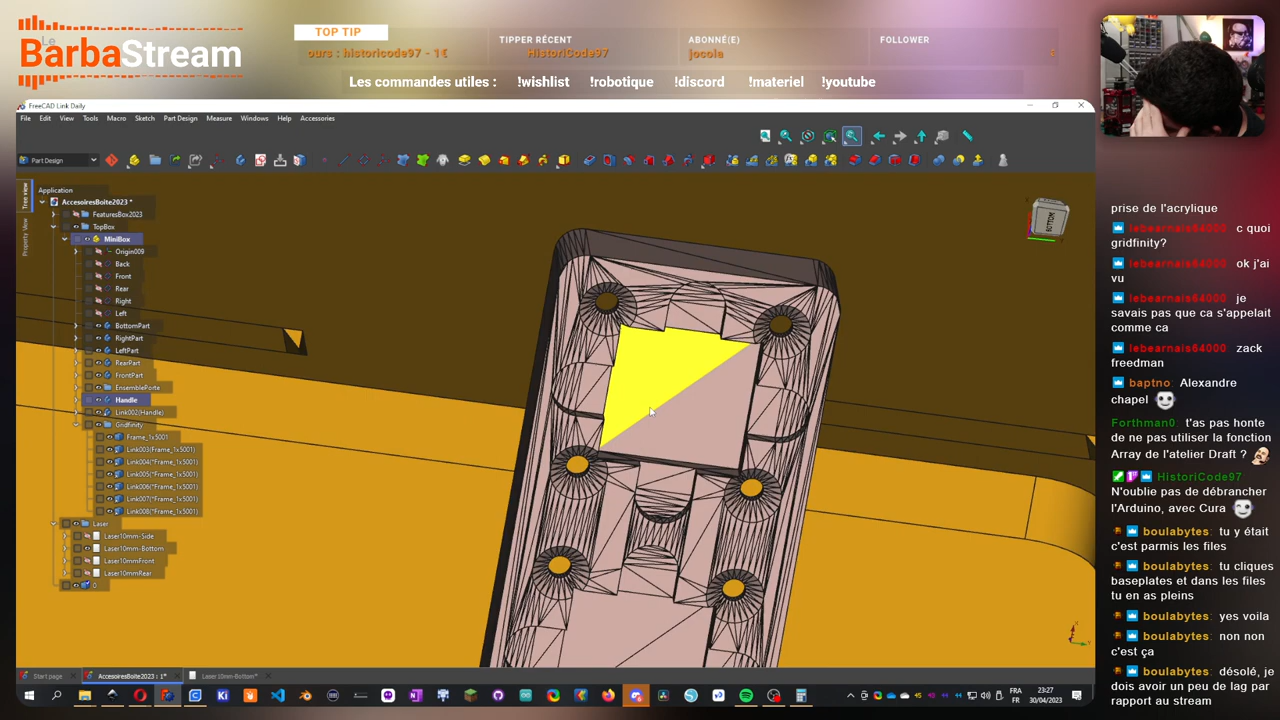 Le
BarbaStream
TOP TIP
ours : historicode97 - 1€
TIPPER RÉCENT
HistoriCode97
ABONNÉ(E)
jocola
FOLLOWER
Les commandes utiles : !wishlist !robotique !discord !materiel !youtube
FreeCAD Link Daily
File Edit View Tools Macro Sketch Part Design Measure Windows Help Accessories
Part Design
Tree view
Property View
Application
AccesoiresBoite2023 *
FeaturesBox2023
TopBox
MiniBox
Origin009
Back
Front
Rear
Right
Left
BottomPart
RightPart
LeftPart
RearPart
FrontPart
EnsemblePorte
Handle
Link002(Handle)
Gridfinity
Frame_1x5001
Link003(Frame_1x5001)
Link004(*Frame_1x5001)
Link005(*Frame_1x5001)
Link006(*Frame_1x5001)
Link007(*Frame_1x5001)
Link008(*Frame_1x5001)
Laser
Laser10mm-Side
Laser10mm-Bottom
Laser10mmFront
Laser10mmRear
BOTTOM
prise de l'acrylique
lebearnais64000 c quoi
gridfinity?
lebearnais64000 ok j'ai
vu
lebearnais64000 je
savais pas que ca s'appelait
comme ca
lebearnais64000 zack
freedman
baptno Alexandre
chapel
Forthman0 t'as pas honte
de ne pas utiliser la fonction
Array de l'atelier Draft ?
HistoriCode97
N'oublie pas de débrancher
l'Arduino, avec Cura
boulabytes tu y était
c'est parmis les files
boulabytes tu cliques
baseplates et dans les files
tu en as pleins
boulabytes yes voila
boulabytes non non
c'est ça
boulabytes désolé, je
dois avoir un peu de lag par
rapport au stream
Start page
AccesoiresBoite2023 : 1*
Laser10mm-Bottom*
FRA
FR
23:27
30/04/2023